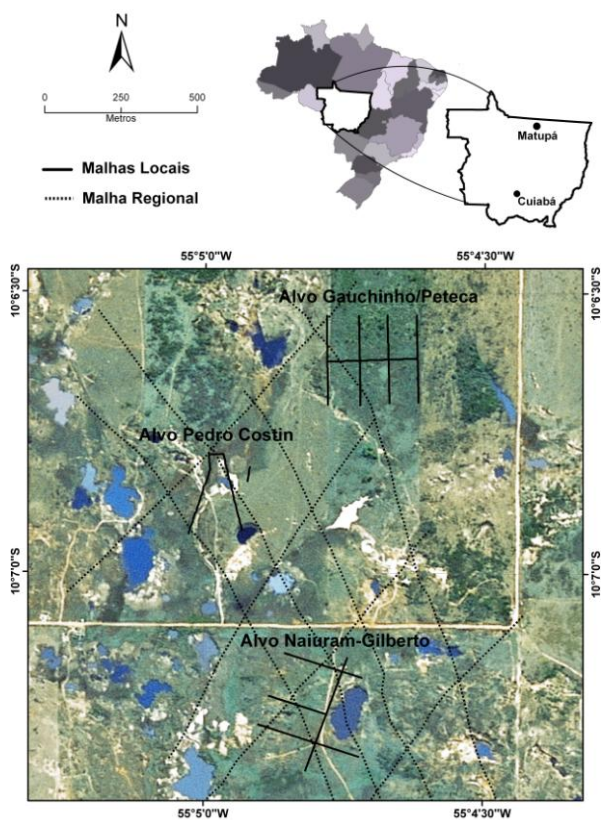 N
0 250 500
Metros
Malhas Locais
Malha Regional
Matupá
Cuiabá
55°5'0"W 55°4'30"W
10°6'30"S 10°6'30"S
Alvo Gauchinho/Peteca
Alvo Pedro Costin
10°7'0"S 10°7'0"S
Alvo Naiuram-Gilberto
55°5'0"W 55°4'30"W